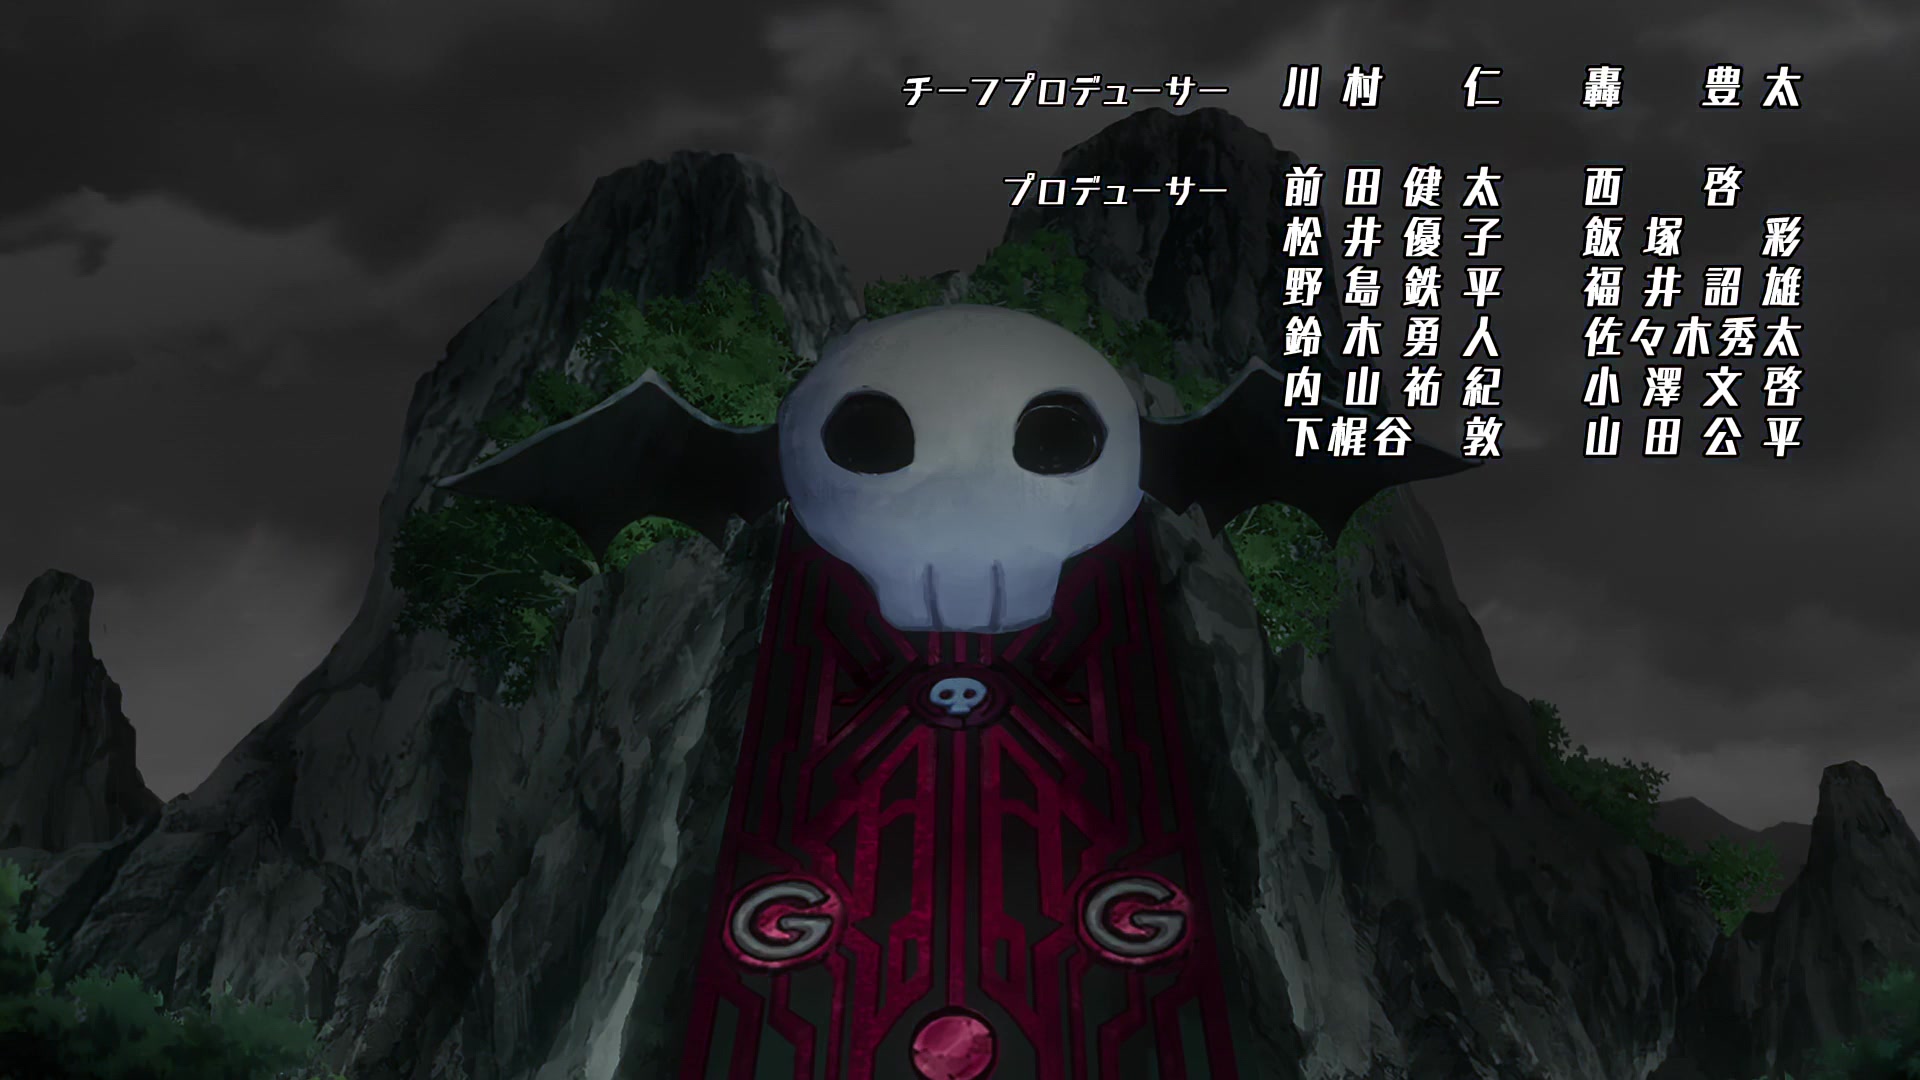 チーフプロデューサー 川村 仁 轟 豊太
プロデューサー 前田健太 西 啓
松井優子 飯塚 彩
野島鉄平 福井詔雄
鈴木勇人 佐々木秀太
内山祐紀 小澤文啓
下梶谷 敦 山田公平
G G